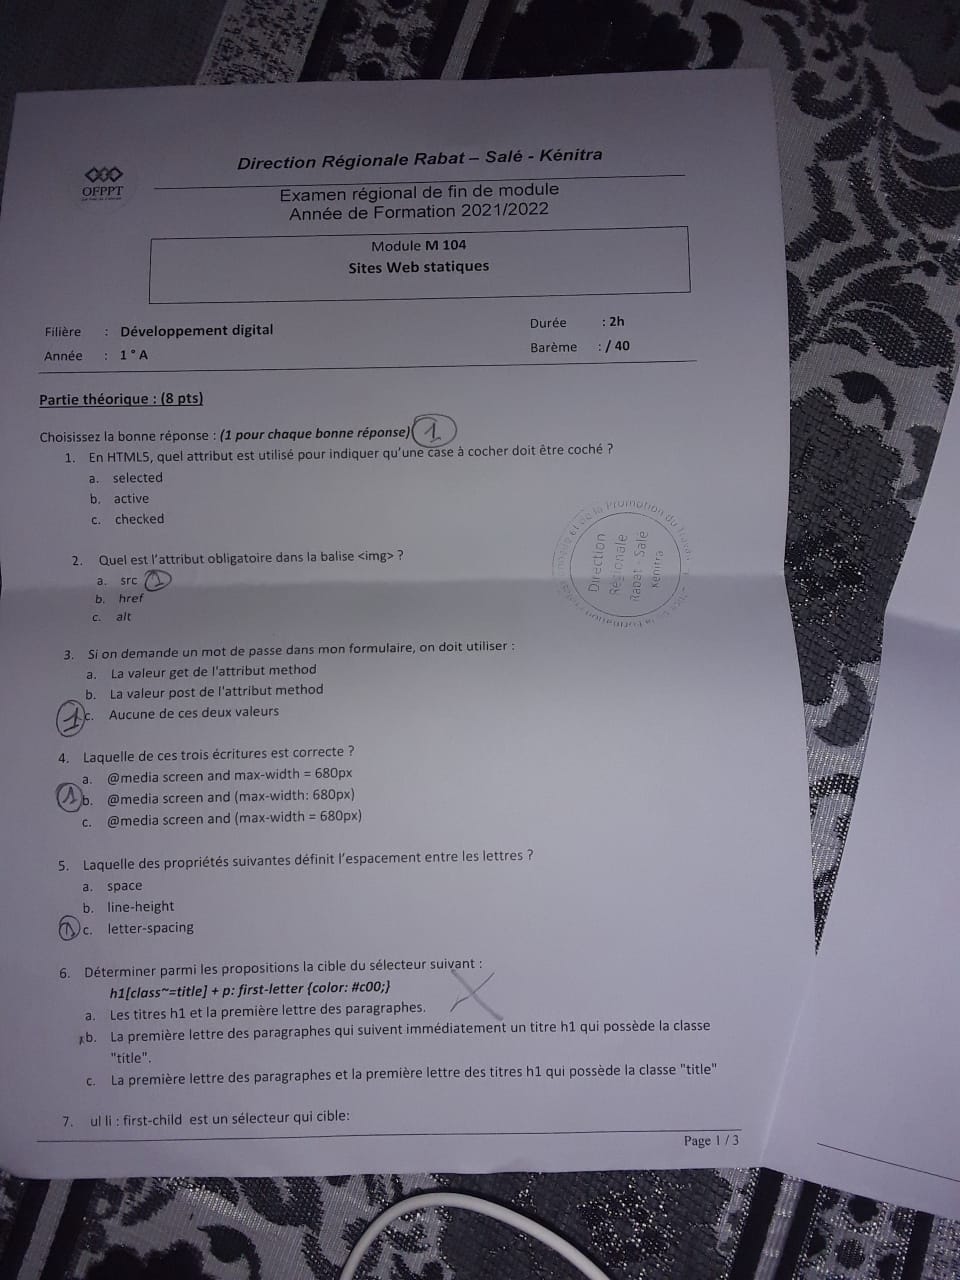 Direction Régionale Rabat – Salé - Kénitra
OFPPT
Examen régional de fin de module
Année de Formation 2021/2022
Module M 104
Sites Web statiques
Filière : Développement digital
Durée : 2h
Année : 1°A
Barème : / 40
Partie théorique : (8 pts)
Choisissez la bonne réponse : (1 pour chaque bonne réponse) 1
1. En HTML5, quel attribut est utilisé pour indiquer qu'une case à cocher doit être coché ?
a. selected
b. active
c. checked
2. Quel est l'attribut obligatoire dans la balise <img> ?
a. src 1
b. href
c. alt
Direction
Régionale
Rabat - Salé
Kénitra
3. Si on demande un mot de passe dans mon formulaire, on doit utiliser :
a. La valeur get de l'attribut method
b. La valeur post de l'attribut method
1 c. Aucune de ces deux valeurs
4. Laquelle de ces trois écritures est correcte ?
a. @media screen and max-width = 680px
1 b. @media screen and (max-width: 680px)
c. @media screen and (max-width = 680px)
5. Laquelle des propriétés suivantes définit l'espacement entre les lettres ?
a. space
b. line-height
1 c. letter-spacing
6. Déterminer parmi les propositions la cible du sélecteur suivant :
h1[class~=title] + p: first-letter {color: #c00;}
a. Les titres h1 et la première lettre des paragraphes.
b. La première lettre des paragraphes qui suivent immédiatement un titre h1 qui possède la classe
"title".
c. La première lettre des paragraphes et la première lettre des titres h1 qui possède la classe "title"
7. ul li : first-child est un sélecteur qui cible:
Page 1 / 3